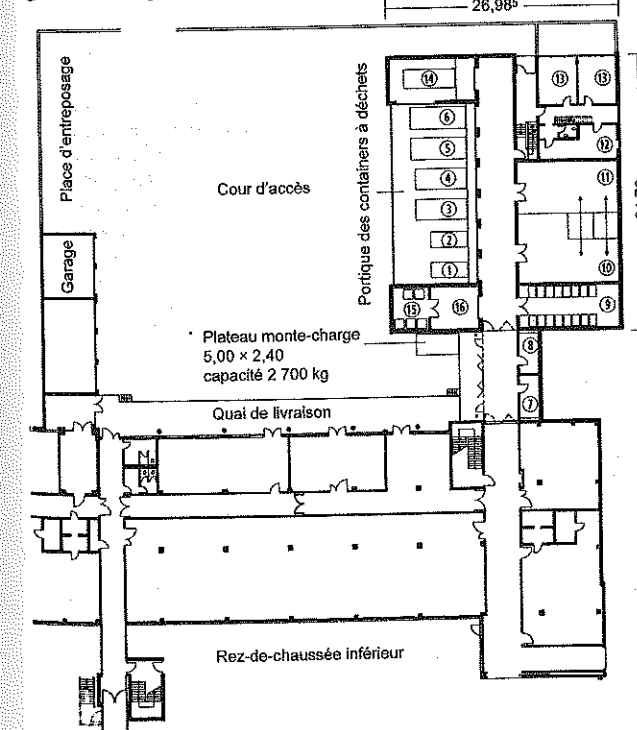 26,98⁵
Place d'entreposage
Portique des containers à déchets
14
13
13
6
12
5
Cour d'accès
4
11
3
2
Garage
1
10
15
16
9
Plateau monte-charge
5,00 × 2,40
capacité 2 700 kg
8
7
Quai de livraison
Rez-de-chaussée inférieur